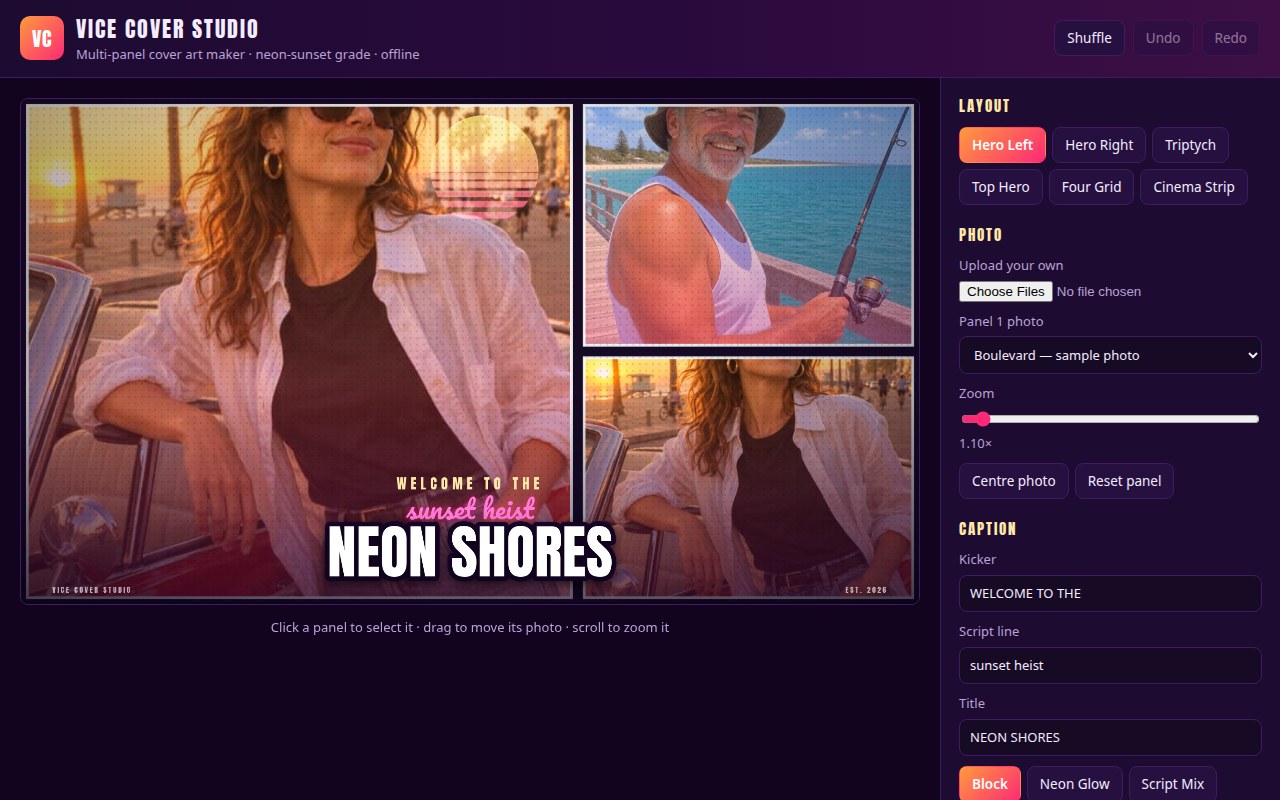 VC
VICE COVER STUDIO
Multi-panel cover art maker · neon-sunset grade · offline
Shuffle
Undo
Redo
WELCOME TO THE
sunset heist
NEON SHORES
VICE COVER STUDIO
EST. 2026
Click a panel to select it · drag to move its photo · scroll to zoom it
LAYOUT
Hero Left
Hero Right
Triptych
Top Hero
Four Grid
Cinema Strip
PHOTO
Upload your own
Choose Files No file chosen
Panel 1 photo
Boulevard — sample photo
Zoom
1.10×
Centre photo
Reset panel
CAPTION
Kicker
WELCOME TO THE
Script line
sunset heist
Title
NEON SHORES
Block
Neon Glow
Script Mix